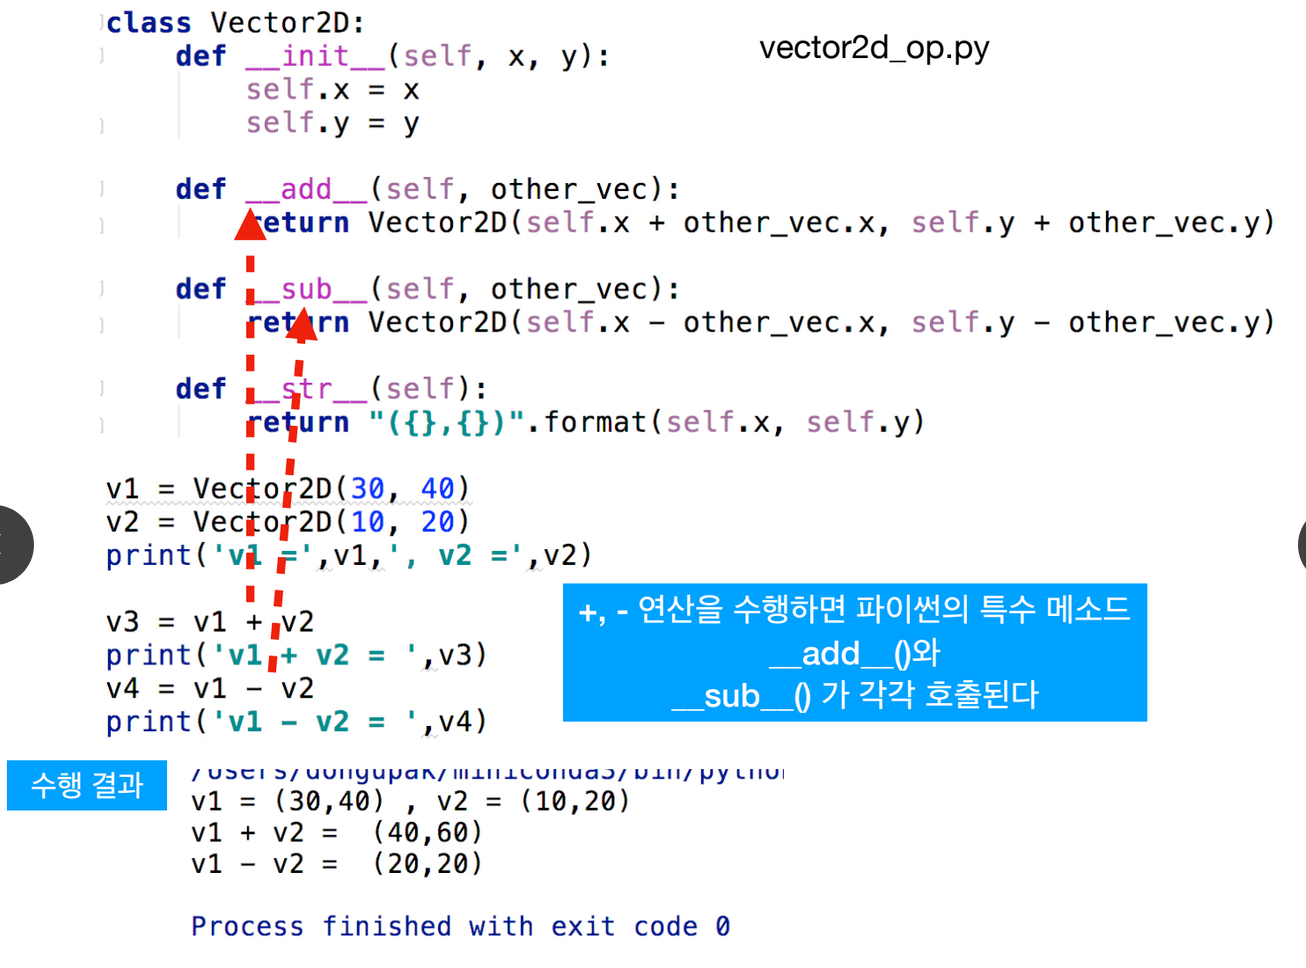 class Vector2D:
vector2d_op.py
    def __init__(self, x, y):
        self.x = x
        self.y = y
    def __add__(self, other_vec):
        return Vector2D(self.x + other_vec.x, self.y + other_vec.y)
    def __sub__(self, other_vec):
        return Vector2D(self.x - other_vec.x, self.y - other_vec.y)
    def __str__(self):
        return "({},{})".format(self.x, self.y)
v1 = Vector2D(30, 40)
v2 = Vector2D(10, 20)
print('v1 =',v1,', v2 =',v2)
v3 = v1 + v2
print('v1 + v2 = ',v3)
v4 = v1 - v2
print('v1 - v2 = ',v4)
+, - 연산을 수행하면 파이썬의 특수 메소드
__add__()와
__sub__() 가 각각 호출된다
수행 결과
/Users/dongupak/miniconda3/bin/python
v1 = (30,40) , v2 = (10,20)
v1 + v2 =  (40,60)
v1 - v2 =  (20,20)
Process finished with exit code 0